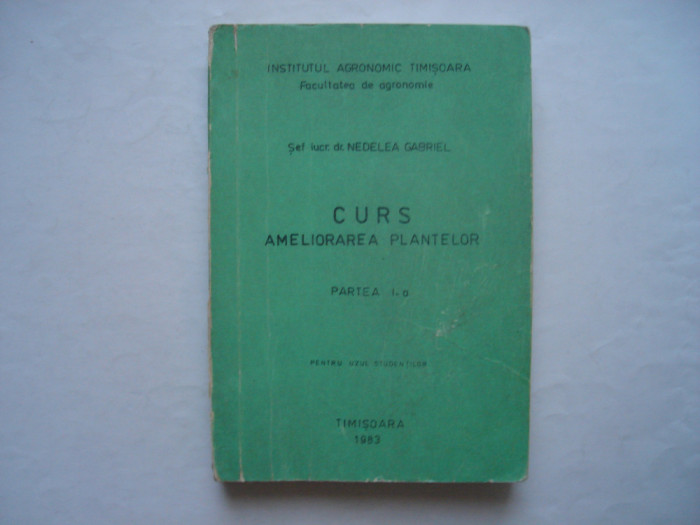 INSTITUTUL AGRONOMIC TIMIȘOARA
Facultatea de agronomie
Șef lucr. dr. NEDELEA GABRIEL
CURS
AMELIORAREA PLANTELOR
PARTEA I-a
PENTRU UZUL STUDENȚILOR
TIMIȘOARA
1983